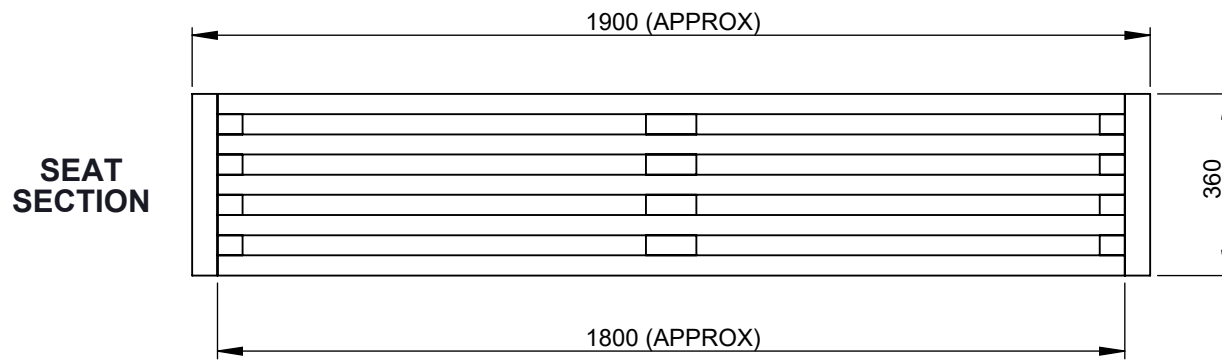 1900 (APPROX)
SEAT
SECTION
360
1800 (APPROX)